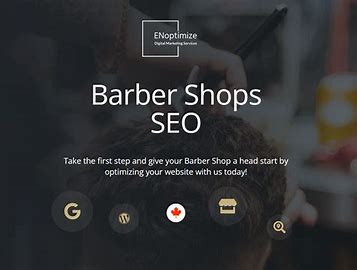 ENoptimize
Digital Marketing Services
Barber Shops
SEO
Take the first step and give your Barber Shop a head start by
optimizing your website with us today!